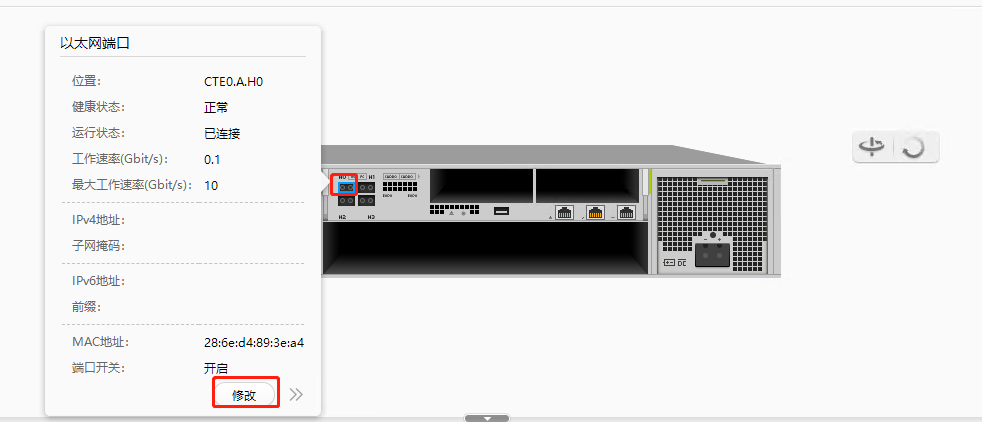 以太网端口
位置： CTE0.A.H0
健康状态： 正常
运行状态： 已连接
工作速率(Gbit/s)： 0.1
最大工作速率(Gbit/s)： 10
IPv4地址：
子网掩码：
IPv6地址：
前缀：
MAC地址： 28:6e:d4:89:3e:a4
端口开关： 开启
修改
H0 H1
H2 H3
DC